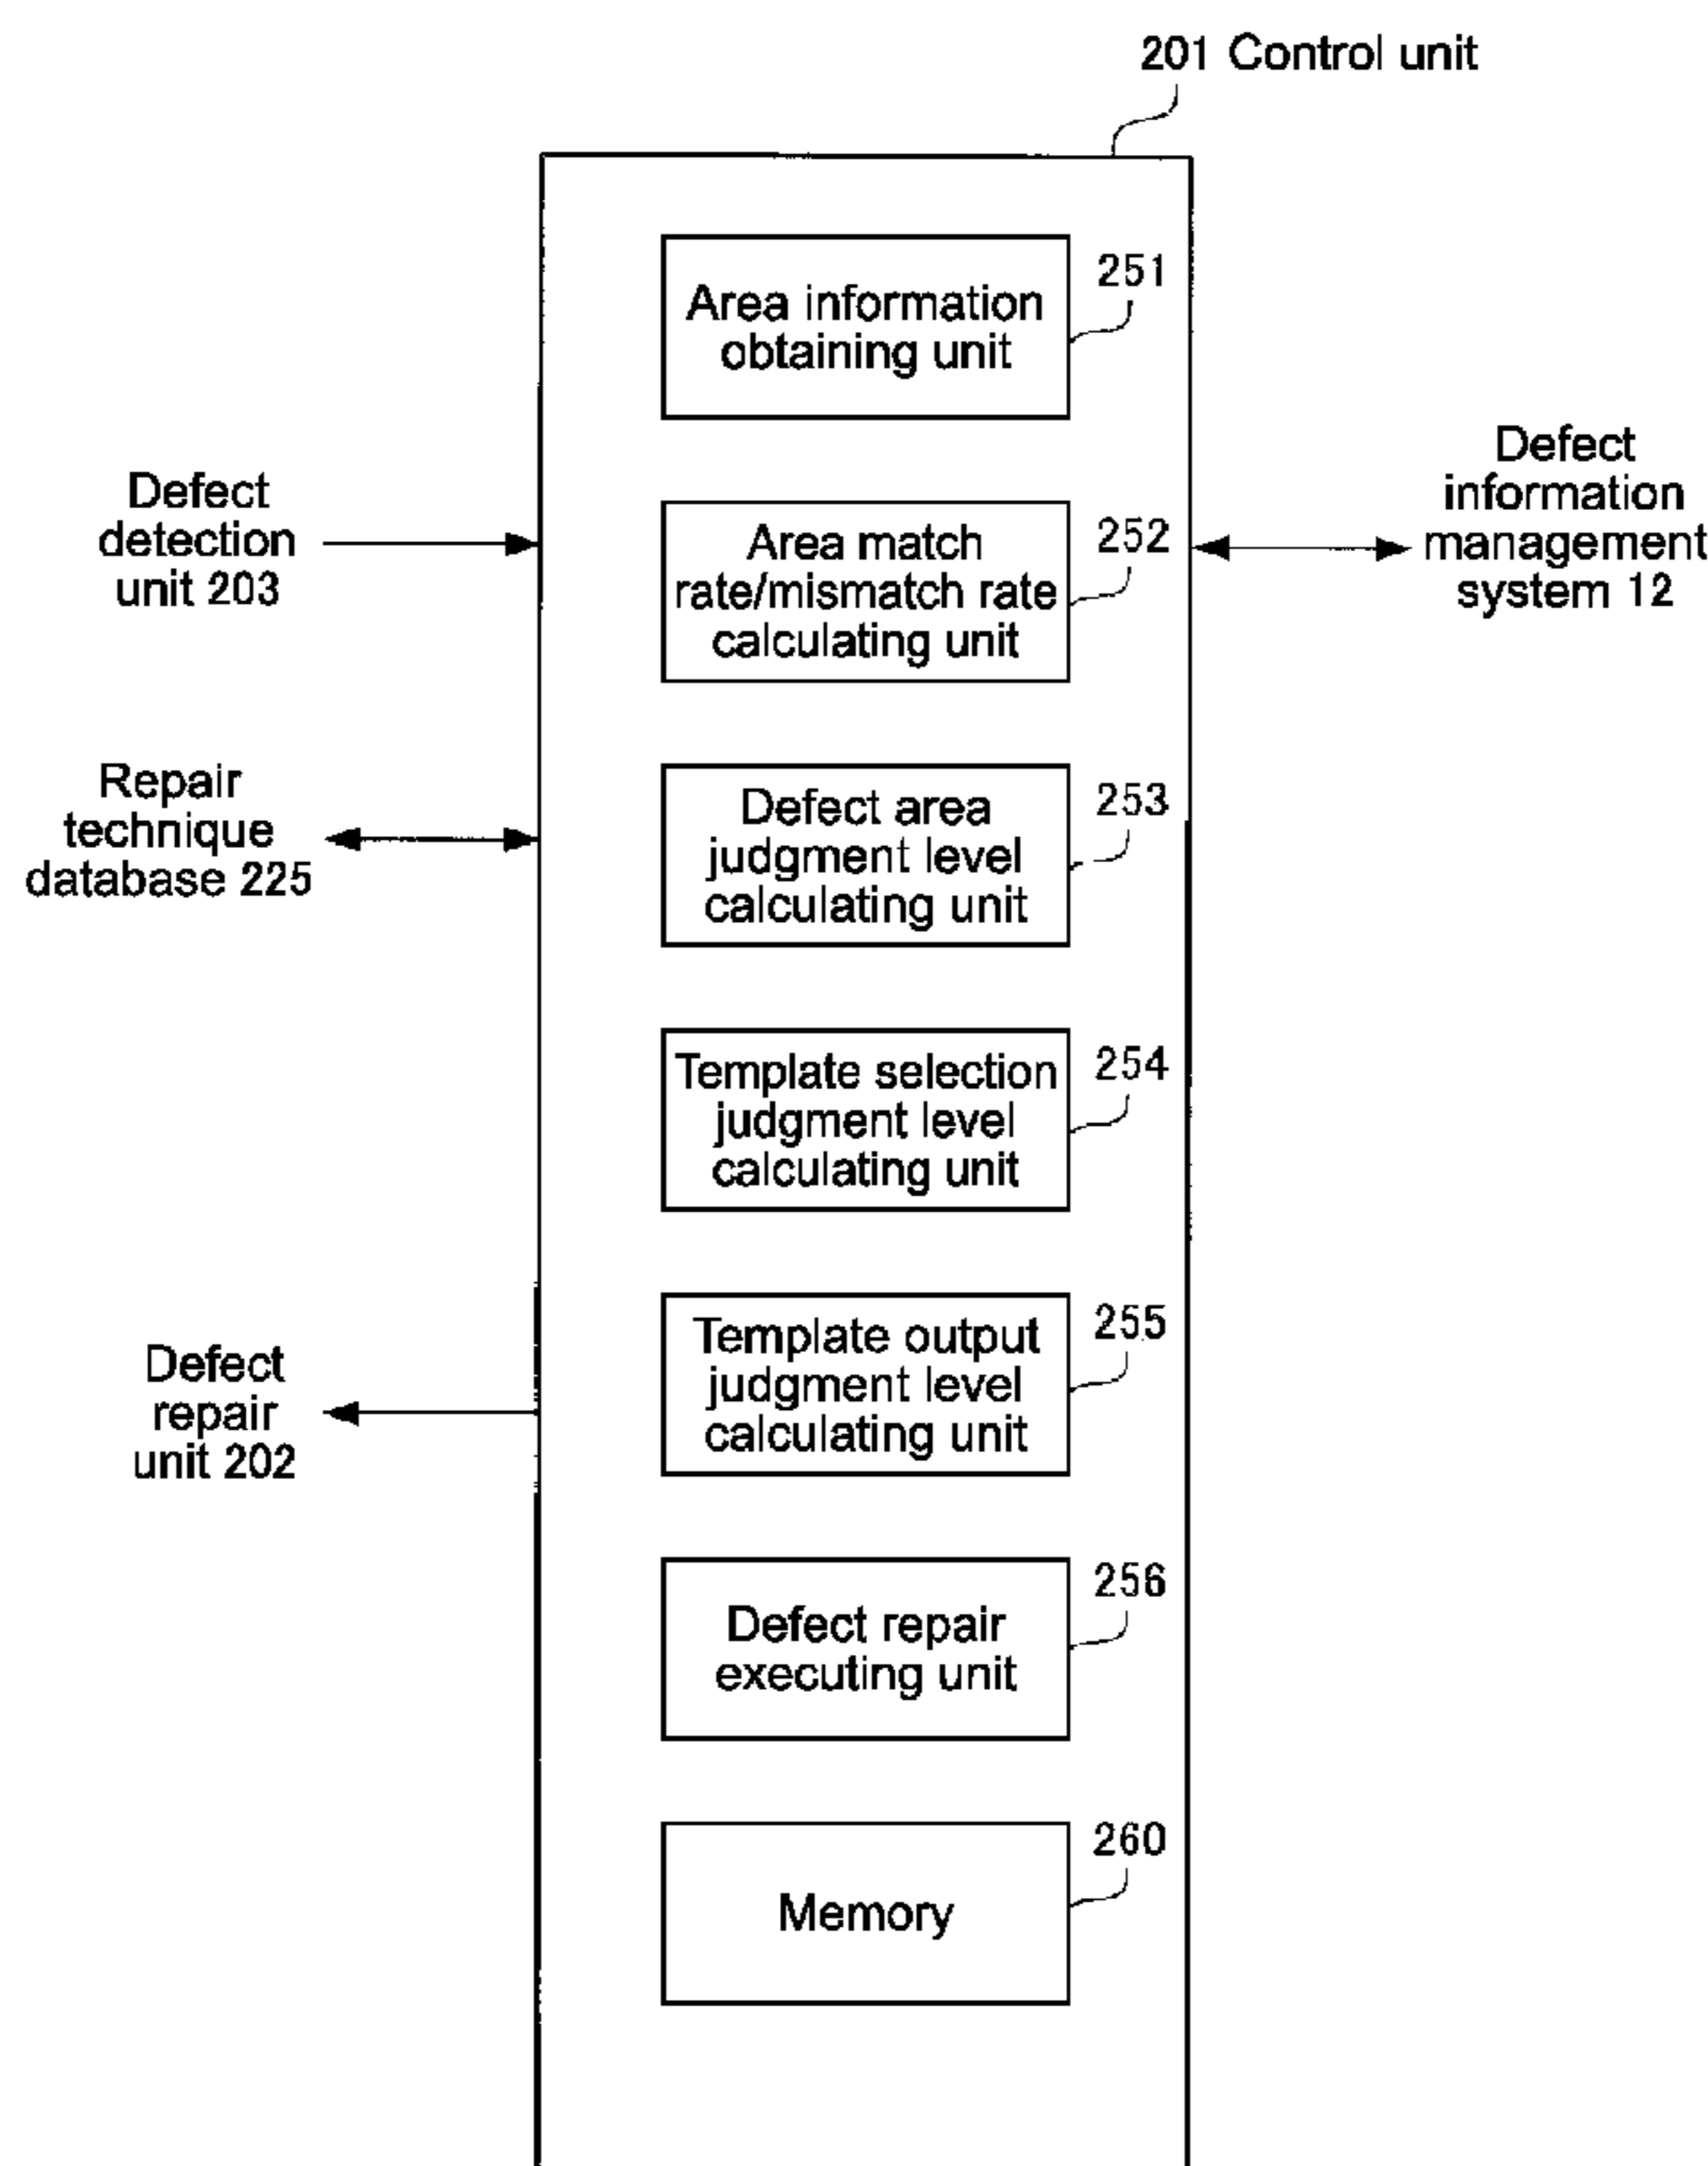 201 Control unit
Area information
obtaining unit
251
Defect
detection
unit 203
Area match
rate/mismatch rate
calculating unit
252
Defect
information
management
system 12
Repair
technique
database 225
Defect area
judgment level
calculating unit
253
Template selection
judgment level
calculating unit
254
Defect
repair
unit 202
Template output
judgment level
calculating unit
255
Defect repair
executing unit
256
Memory
260